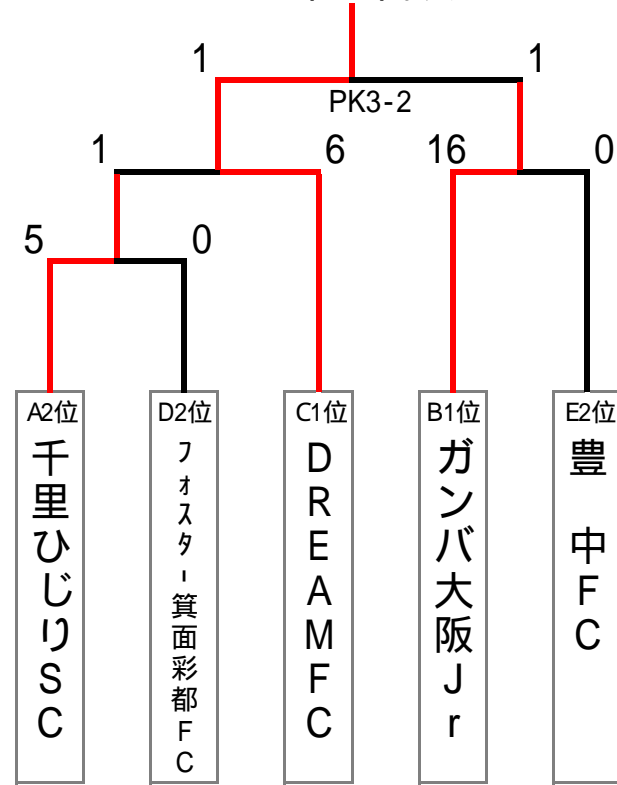 1
1
PK3-2
1
6
16
0
5
0
A2位
千里ひじりSC
D2位
フォスター箕面彩都FC
C1位
DREAMFC
B1位
ガンバ大阪Jr
E2位
豊 中FC